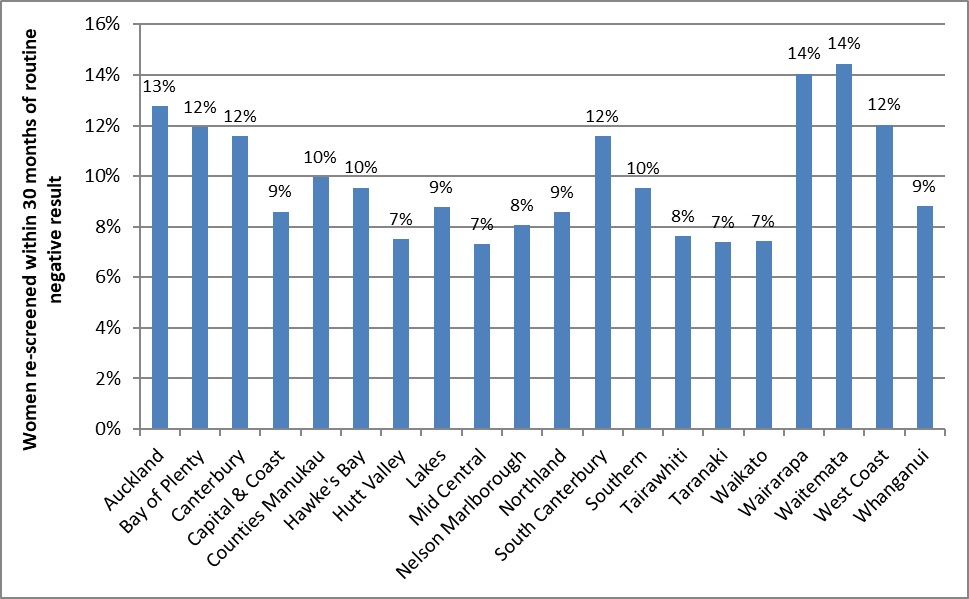 Women re-screened within 30 months of routine
negative result
16%
14%
12%
10%
8%
6%
4%
2%
0%
13%
12%
12%
9%
10%
10%
7%
9%
7%
8%
9%
12%
10%
8%
7%
7%
14%
14%
12%
9%
Auckland
Bay of Plenty
Canterbury
Capital & Coast
Counties Manukau
Hawke's Bay
Hutt Valley
Lakes
Mid Central
Nelson Marlborough
Northland
South Canterbury
Southern
Tairawhiti
Taranaki
Waikato
Wairarapa
Waitemata
West Coast
Whanganui